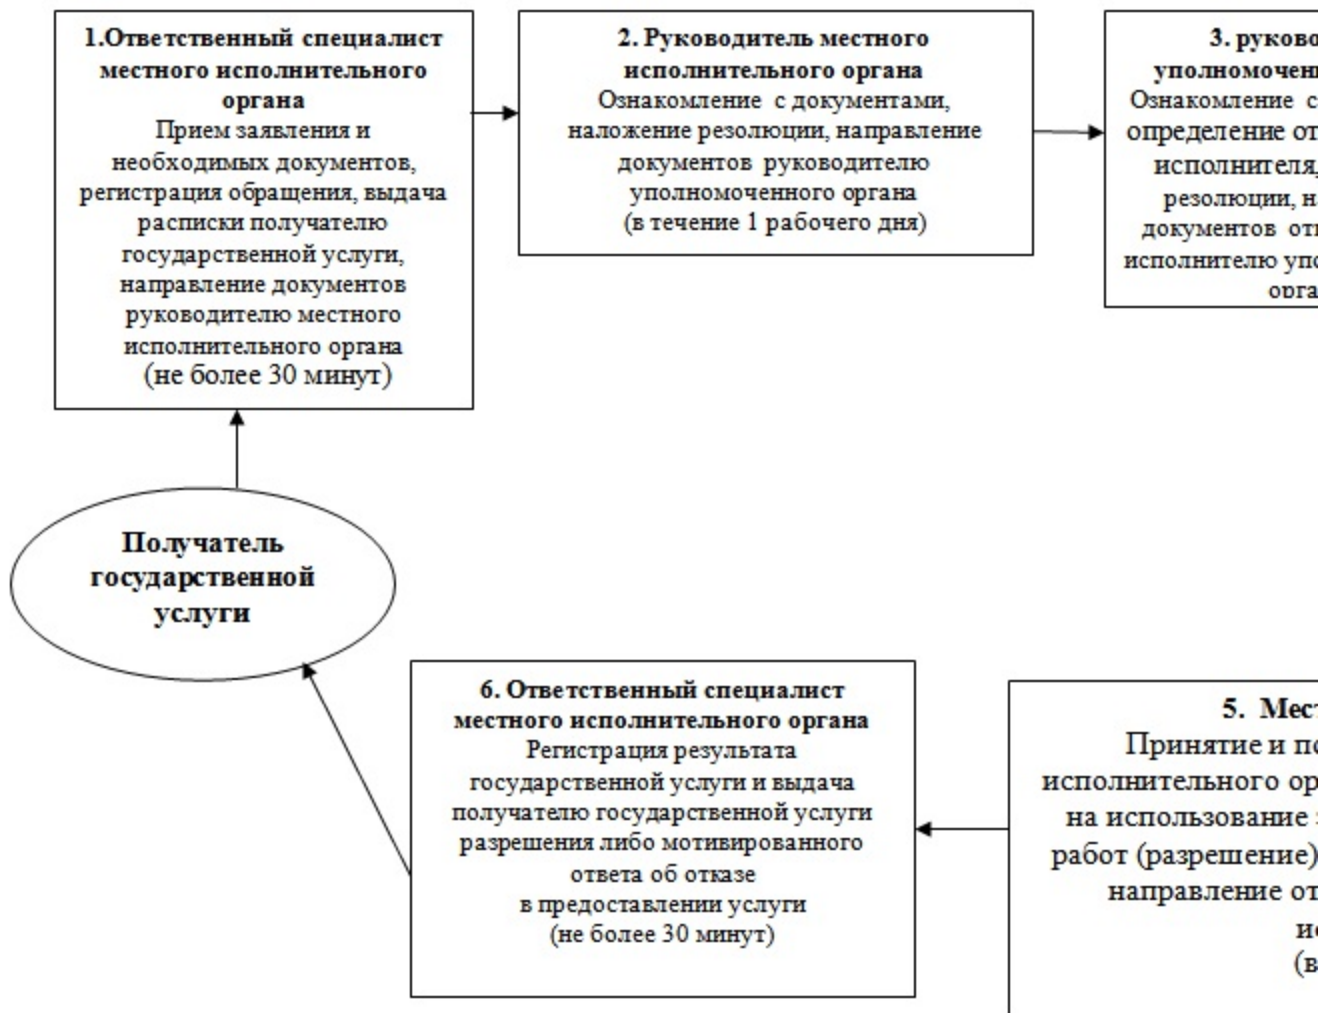 1.Ответственный специалист
местного исполнительного
органа
Прием заявления и
необходимых документов,
регистрация обращения, выдача
расписки получателю
государственной услуги,
направление документов
руководителю местного
исполнительного органа
(не более 30 минут)
2. Руководитель местного
исполнительного органа
Ознакомление с документами,
наложение резолюции, направление
документов руководителю
уполномоченного органа
(в течение 1 рабочего дня)
3. руково
уполномочен
Ознакомление с
определение от
исполнителя,
резолюции, н
документов от
исполнителю упо
орга
Получатель
государственной
услуги
6. Ответственный специалист
местного исполнительного органа
Регистрация результата
государственной услуги и выдача
получателю государственной услуги
разрешения либо мотивированного
ответа об отказе
в предоставлении услуги
(не более 30 минут)
5. Мест
Принятие и по
исполнительного ор
на использование
работ (разрешение)
направление от
ис
(в